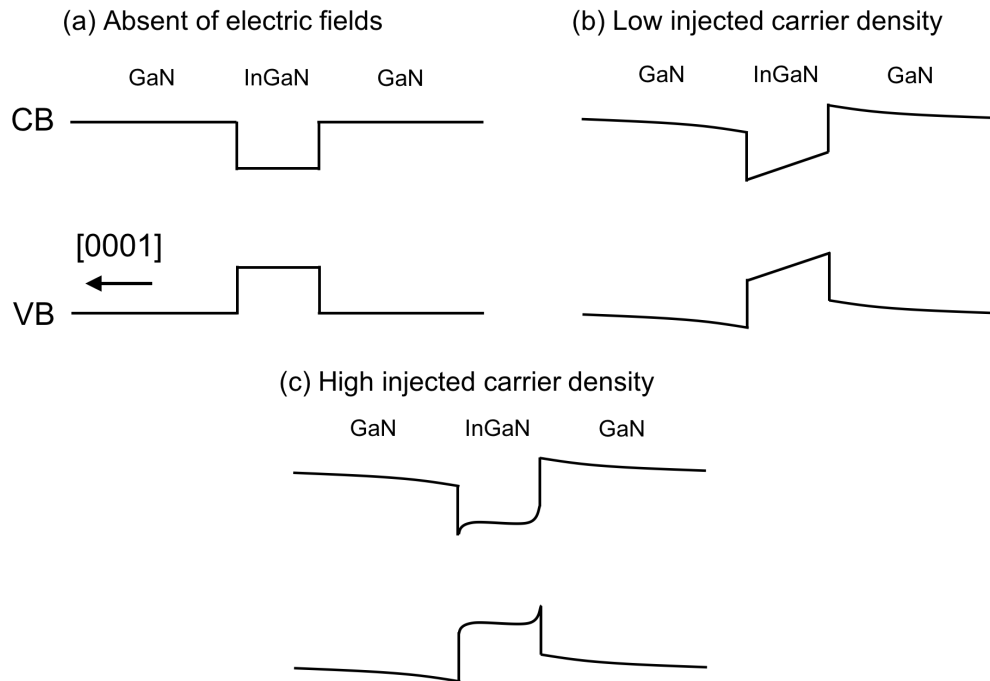 (a) Absent of electric fields
GaN InGaN GaN
CB
[0001]
VB
(b) Low injected carrier density
GaN InGaN GaN
(c) High injected carrier density
GaN InGaN GaN